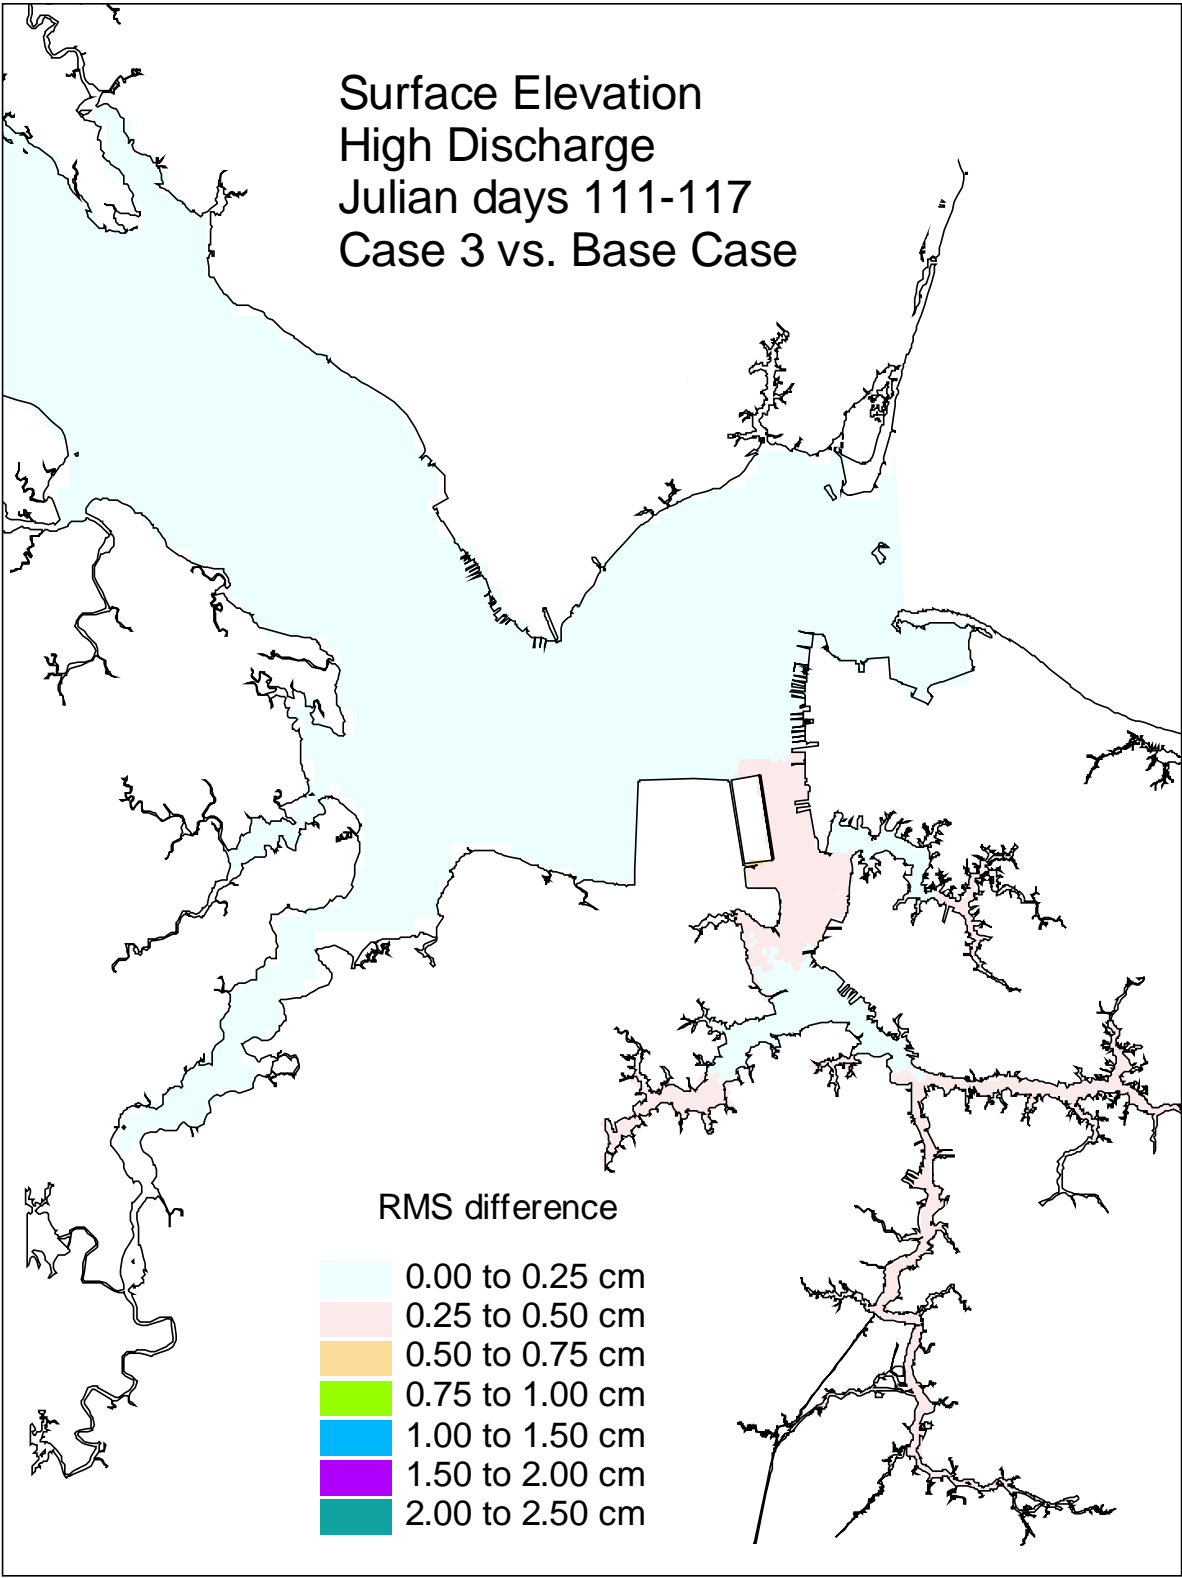 Surface Elevation
High Discharge
Julian days 111-117
Case 3 vs. Base Case
RMS difference
0.00 to 0.25 cm
0.25 to 0.50 cm
0.50 to 0.75 cm
0.75 to 1.00 cm
1.00 to 1.50 cm
1.50 to 2.00 cm
2.00 to 2.50 cm